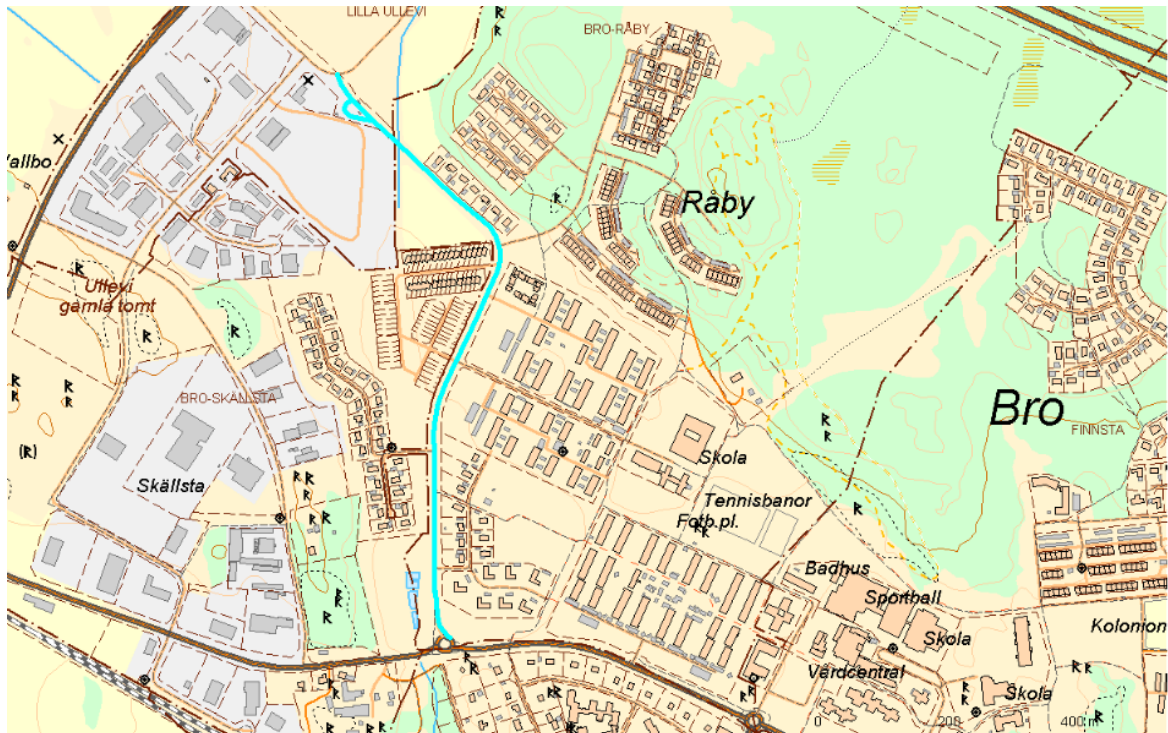 LILLA ULLEVI
BRO-RÅBY
allbo
Råby
Ullevi
gamla tomt
BRO-SKÄLLSTA
Bro
FINNSTA
(R)
Skola
Skällsta
Tennisbanor
Fotb.pl.
Badhus
Sporthall
Skola
Kolonion
Vårdcentral
Skola
0 200 400 m